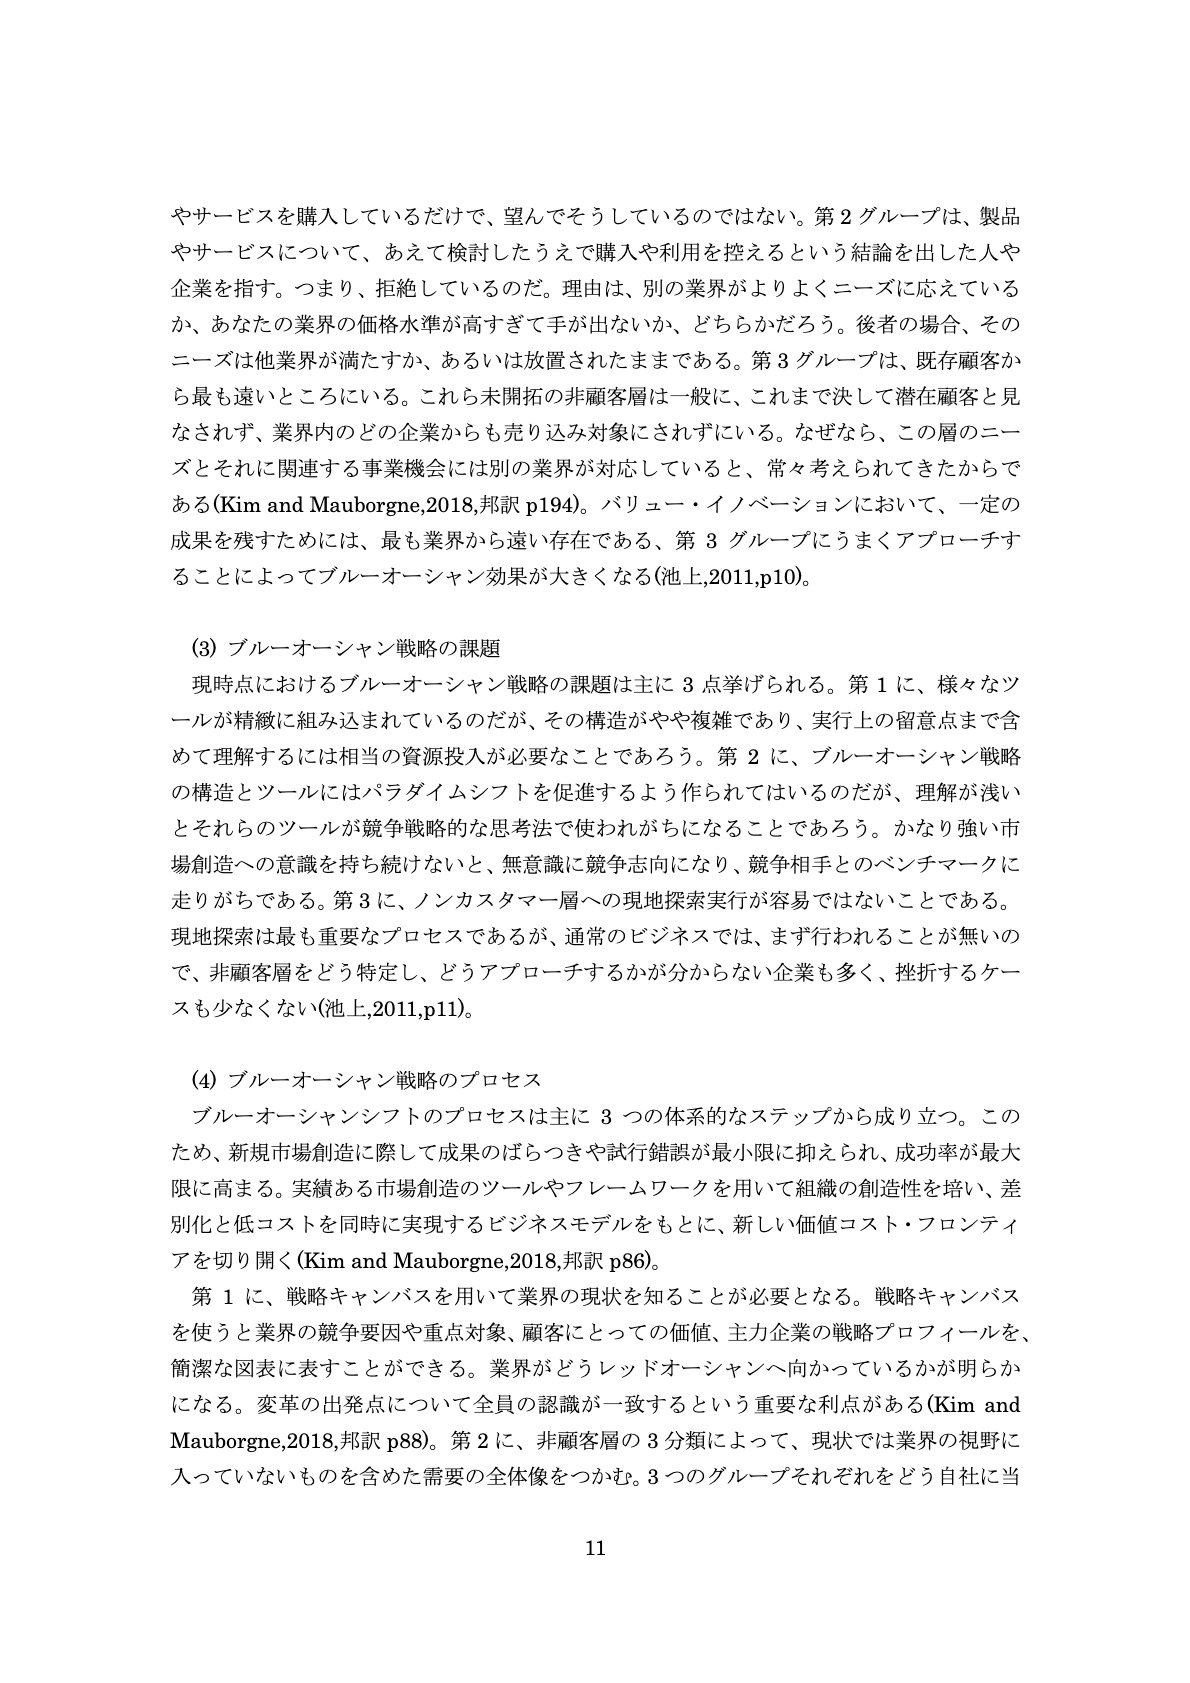 やサービスを購入しているだけで、望んでそうしているのではない。第 2 グループは、製品
やサービスについて、あえて検討したうえで購入や利用を控えるという結論を出した人や
企業を指す。つまり、拒絶しているのだ。理由は、別の業界がよりよくニーズに応えている
か、あなたの業界の価格水準が高すぎて手が出ないか、どちらかだろう。後者の場合、その
ニーズは他業界が満たすか、あるいは放置されたままである。第 3 グループは、既存顧客か
ら最も遠いところにいる。これら未開拓の非顧客層は一般に、これまで決して潜在顧客と見
なされず、業界内のどの企業からも売り込み対象にされずにいる。なぜなら、この層のニー
ズとそれに関連する事業機会には別の業界が対応していると、常々考えられてきたからで
ある(Kim and Mauborgne,2018,邦訳 p194)。バリュー・イノベーションにおいて、一定の
成果を残すためには、最も業界から遠い存在である、第 3 グループにうまくアプローチす
ることによってブルーオーシャン効果が大きくなる(池上,2011,p10)。
(3) ブルーオーシャン戦略の課題
現時点におけるブルーオーシャン戦略の課題は主に 3 点挙げられる。第 1 に、様々なツ
ールが精緻に組み込まれているのだが、その構造がやや複雑であり、実行上の留意点まで含
めて理解するには相当の資源投入が必要なことであろう。第 2 に、ブルーオーシャン戦略
の構造とツールにはパラダイムシフトを促進するよう作られてはいるのだが、理解が浅い
とそれらのツールが競争戦略的な思考法で使われがちになることであろう。かなり強い市
場創造への意識を持ち続けないと、無意識に競争志向になり、競争相手とのベンチマークに
走りがちである。第 3 に、ノンカスタマー層への現地探索実行が容易ではないことである。
現地探索は最も重要なプロセスであるが、通常のビジネスでは、まず行われることが無いの
で、非顧客層をどう特定し、どうアプローチするかが分からない企業も多く、挫折するケー
スも少なくない(池上,2011,p11)。
(4) ブルーオーシャン戦略のプロセス
ブルーオーシャンシフトのプロセスは主に 3 つの体系的なステップから成り立つ。この
ため、新規市場創造に際して成果のばらつきや試行錯誤が最小限に抑えられ、成功率が最大
限に高まる。実績ある市場創造のツールやフレームワークを用いて組織の創造性を培い、差
別化と低コストを同時に実現するビジネスモデルをもとに、新しい価値コスト・フロンティ
アを切り開く(Kim and Mauborgne,2018,邦訳 p86)。
第 1 に、戦略キャンバスを用いて業界の現状を知ることが必要となる。戦略キャンバス
を使うと業界の競争要因や重点対象、顧客にとっての価値、主力企業の戦略プロフィールを、
簡潔な図表に表すことができる。業界がどうレッドオーシャンへ向かっているかが明らか
になる。変革の出発点について全員の認識が一致するという重要な利点がある(Kim and
Mauborgne,2018,邦訳 p88)。第 2 に、非顧客層の 3 分類によって、現状では業界の視野に
入っていないものを含めた需要の全体像をつかむ。3 つのグループそれぞれをどう自社に当
11